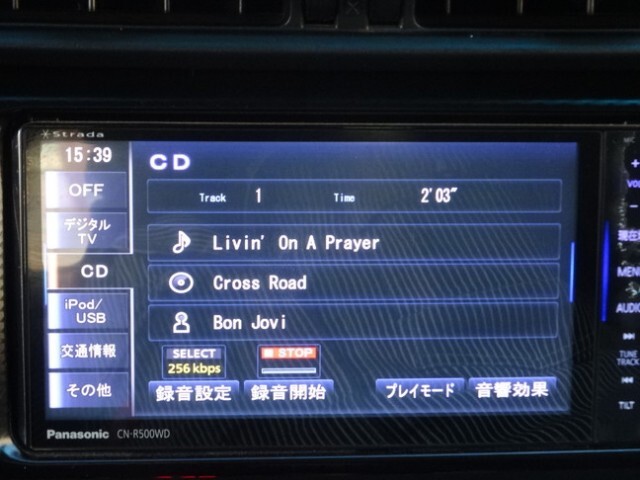 Strada
15:39
CD
OFF
Track 1 Time 2'03"
デジタル
TV
Livin' On A Prayer
CD
Cross Road
iPod/
USB
Bon Jovi
交通情報
SELECT
256 kbps
STOP
その他
録音設定
録音開始
プレイモード
音響効果
Panasonic CN-R500WD
+
VOL
−
MENU
AUDIO
TUNE
TRACK
TILT